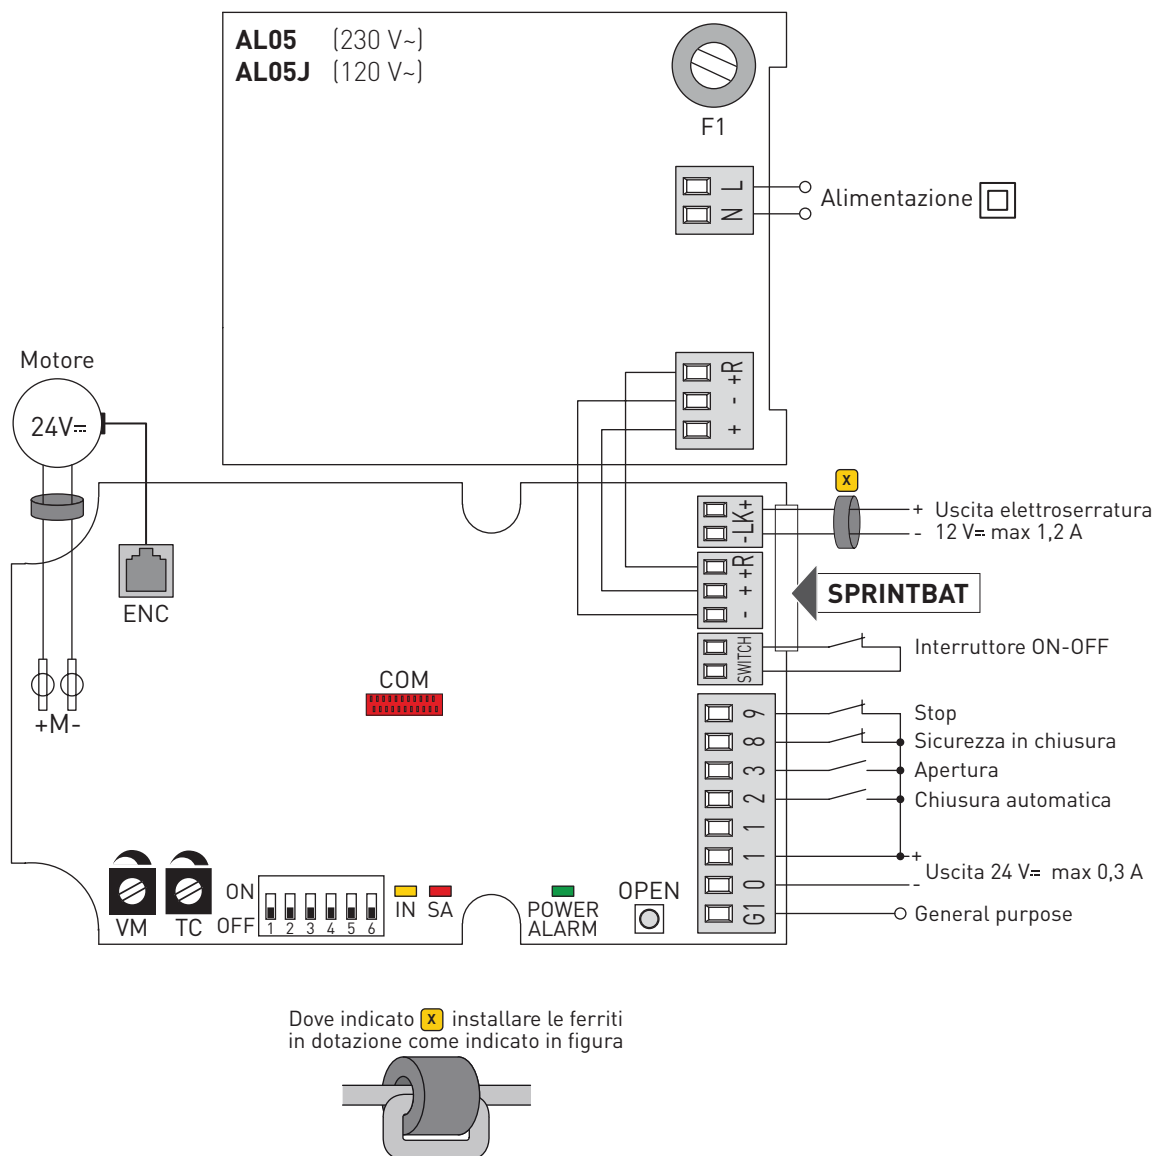 AL05 (230 V~)
AL05J (120 V~)
F1
L
N
Alimentazione
+R
-
+
Motore
24V⎓
ENC
+M-
X
-LK+
+ Uscita elettroserratura
- 12 V⎓ max 1,2 A
+R
+
-
SPRINTBAT
SWITCH
Interruttore ON-OFF
COM
9 Stop
8 Sicurezza in chiusura
3 Apertura
2 Chiusura automatica
1
1 +
Uscita 24 V⎓ max 0,3 A
0 -
G1 General purpose
VM
TC
ON
OFF
1 2 3 4 5 6
IN
SA
POWER
ALARM
OPEN
Dove indicato X installare le ferriti
in dotazione come indicato in figura